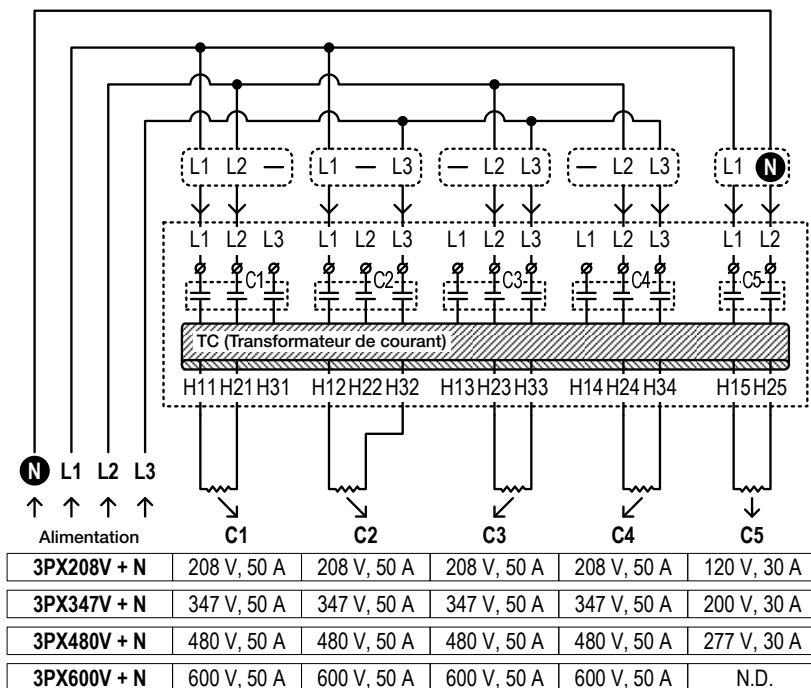 L1 L2 — L1 — L3 — L2 L3 — L2 L3 L1 N
L1 L2 L3 L1 L2 L3 L1 L2 L3 L1 L2 L3 L1 L2
C1 C2 C3 C4 C5
TC (Transformateur de courant)
H11 H21 H31 H12 H22 H32 H13 H23 H33 H14 H24 H34 H15 H25
N L1 L2 L3
Alimentation C1 C2 C3 C4 C5
3PX208V + N 208 V, 50 A 208 V, 50 A 208 V, 50 A 208 V, 50 A 120 V, 30 A
3PX347V + N 347 V, 50 A 347 V, 50 A 347 V, 50 A 347 V, 50 A 200 V, 30 A
3PX480V + N 480 V, 50 A 480 V, 50 A 480 V, 50 A 480 V, 50 A 277 V, 30 A
3PX600V + N 600 V, 50 A 600 V, 50 A 600 V, 50 A 600 V, 50 A N.D.